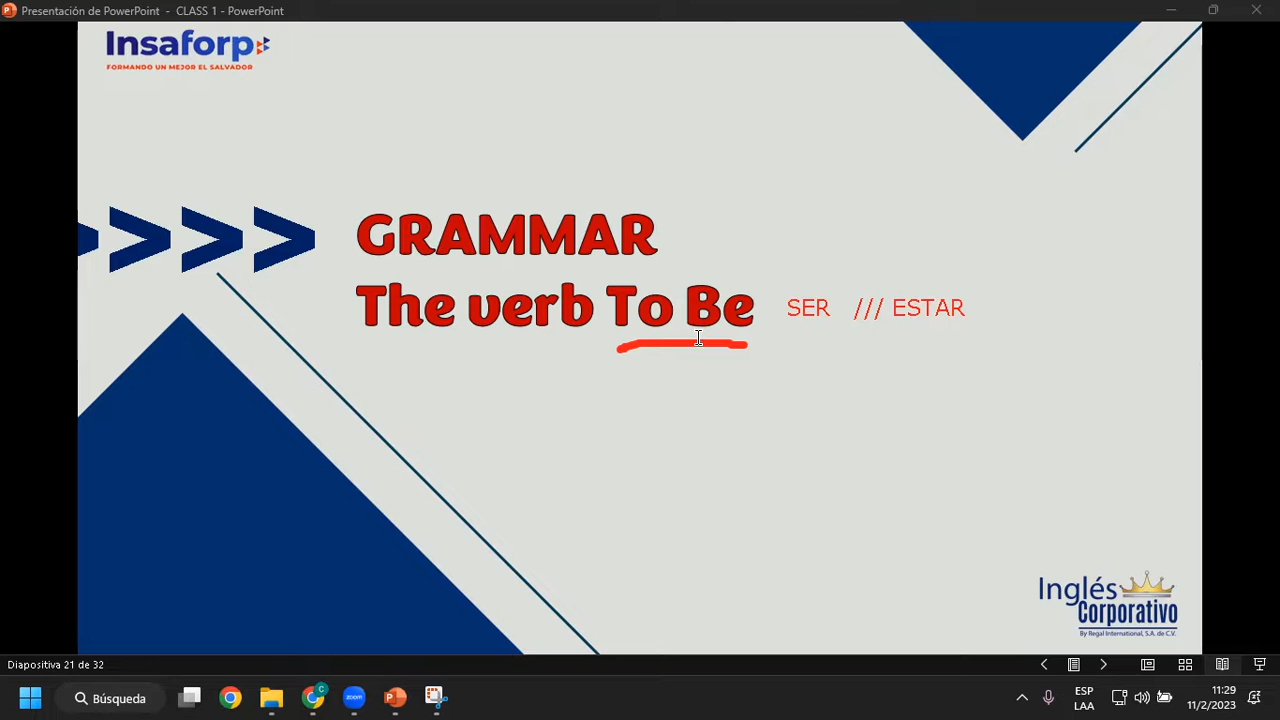 Presentación de PowerPoint - CLASS 1 - PowerPoint
Insaforp
FORMANDO UN MEJOR EL SALVADOR
>>>>
GRAMMAR
The verb To Be SER /// ESTAR
Inglés
Corporativo
By Regal International, S.A. de C.V.
Diapositiva 21 de 32
Búsqueda
zoom
C
ESP
LAA
11:29
11/2/2023